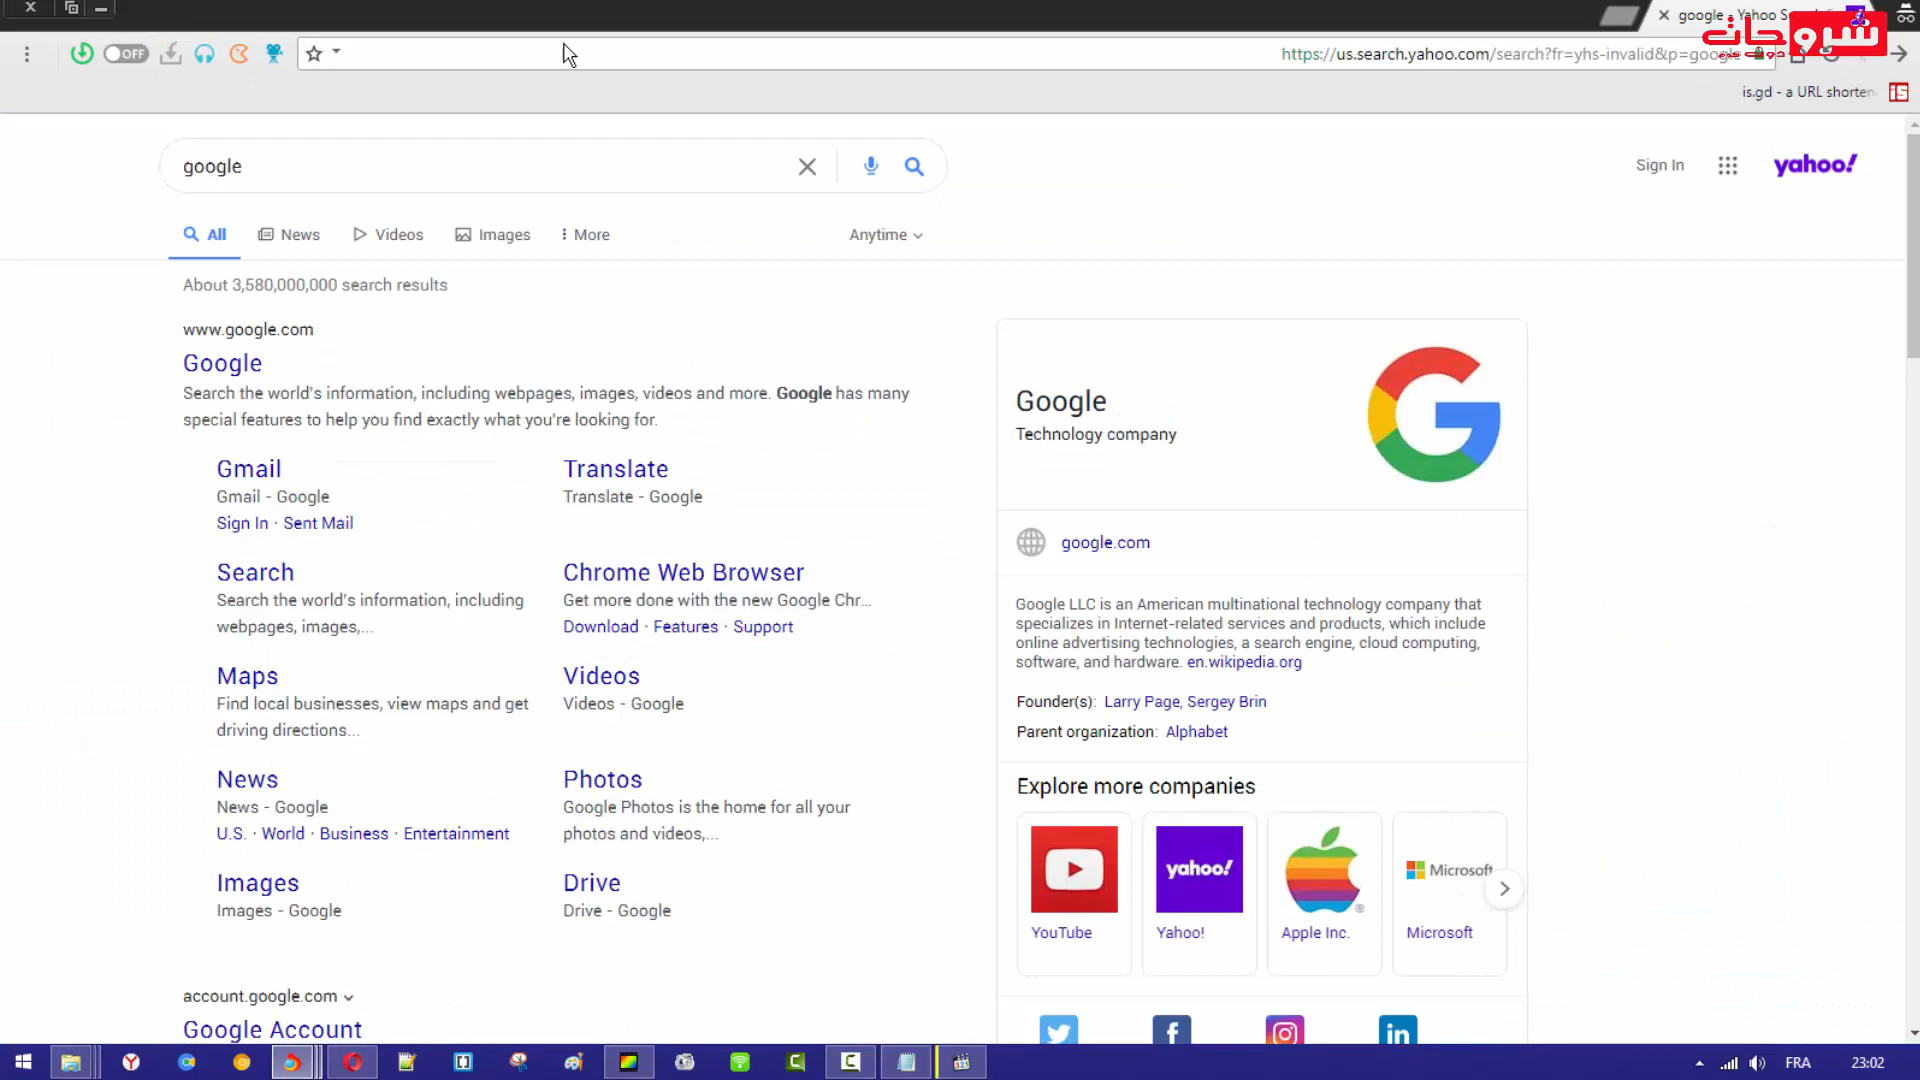 google - Yahoo S
شروحات
OFF
https://us.search.yahoo.com/search?fr=yhs-invalid&p=google
is.gd - a URL shorten
google
Sign In
yahoo!
All
News
Videos
Images
More
Anytime
About 3,580,000,000 search results
www.google.com
Google
Search the world's information, including webpages, images, videos and more. Google has many
special features to help you find exactly what you're looking for.
Gmail
Gmail - Google
Sign In · Sent Mail
Translate
Translate - Google
Search
Search the world's information, including
webpages, images,...
Chrome Web Browser
Get more done with the new Google Chr...
Download · Features · Support
Maps
Find local businesses, view maps and get
driving directions...
Videos
Videos - Google
News
News - Google
U.S. · World · Business · Entertainment
Photos
Google Photos is the home for all your
photos and videos,...
Images
Images - Google
Drive
Drive - Google
account.google.com
Google Account
Google
Technology company
google.com
Google LLC is an American multinational technology company that
specializes in Internet-related services and products, which include
online advertising technologies, a search engine, cloud computing,
software, and hardware. en.wikipedia.org
Founder(s): Larry Page, Sergey Brin
Parent organization: Alphabet
Explore more companies
yahoo!
Microsoft
YouTube
Yahoo!
Apple Inc.
Microsoft
FRA
23:02